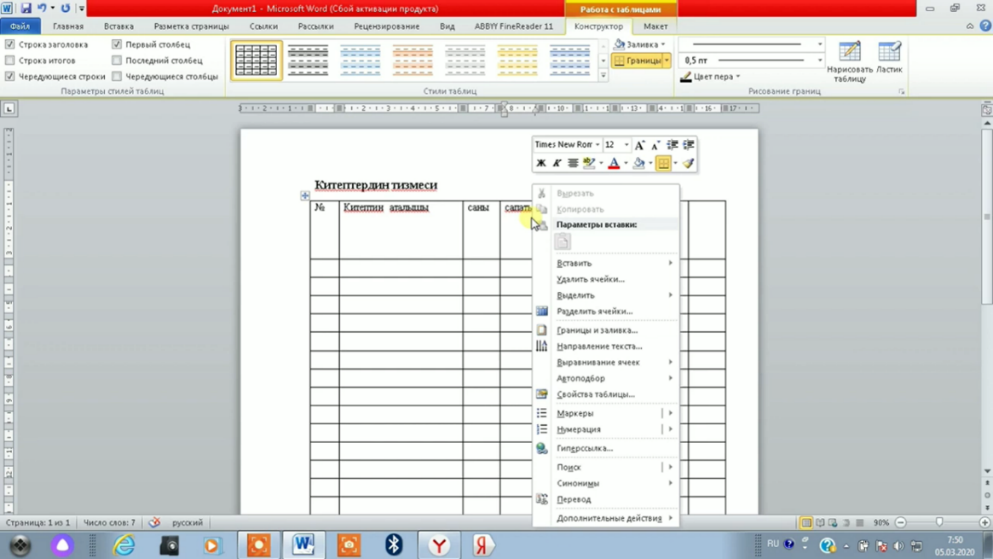 Документ1 - Microsoft Word (Сбой активации продукта)
Работа с таблицами
Файл Главная Вставка Разметка страницы Ссылки Рассылки Рецензирование Вид ABBYY FineReader 11 Конструктор Макет
Строка заголовка Первый столбец
Строка итогов Последний столбец
Чередующиеся строки Чередующиеся столбцы
Параметры стилей таблиц
Стили таблиц
Заливка
Границы
0,5 пт
Цвет пера
Нарисовать таблицу
Ластик
Рисование границ
Times New Ron 12
Китептердин тизмеси
№ Китептин аталышы саны сапаты
Вырезать
Копировать
Параметры вставки:
Вставить
Удалить ячейки...
Выделить
Разделить ячейки...
Границы и заливка...
Направление текста...
Выравнивание ячеек
Автоподбор
Свойства таблицы...
Маркеры
Нумерация
Гиперссылка...
Поиск
Синонимы
Перевод
Дополнительные действия
Страница: 1 из 1 Число слов: 7 русский 90%
RU 7:50
05.03.2020